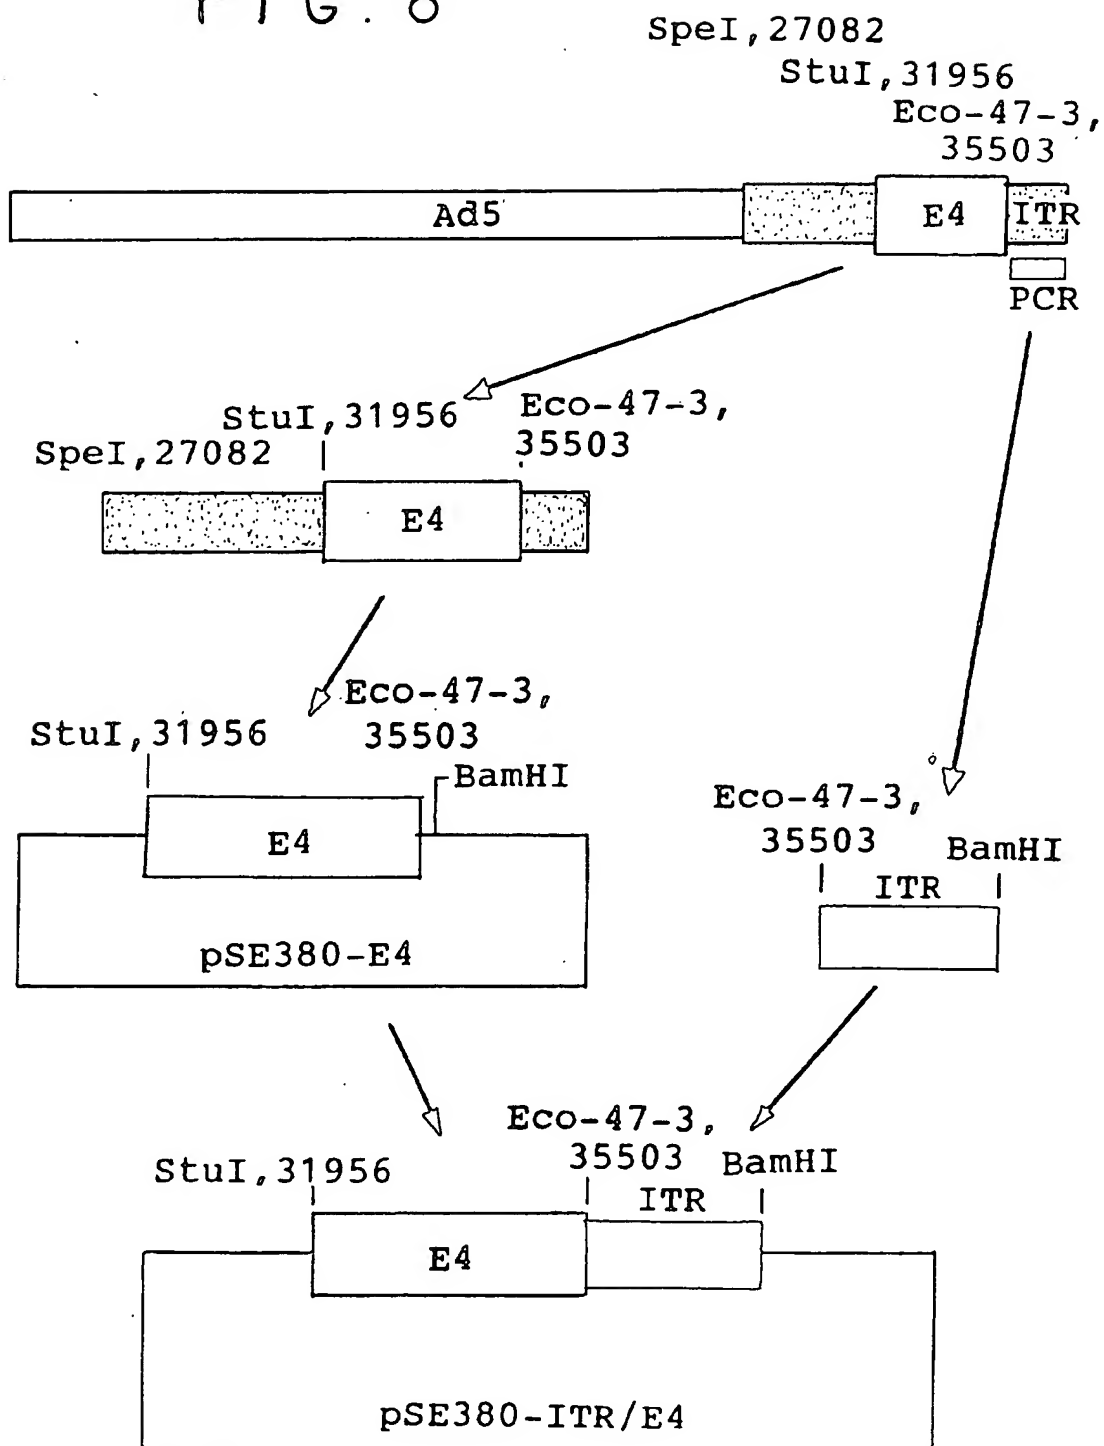 FIG. 8
SpeI,27082
StuI,31956
Eco-47-3,
35503
Ad5
E4
ITR
PCR
StuI,31956
Eco-47-3,
35503
SpeI,27082
E4
Eco-47-3,
35503
StuI,31956
BamHI
E4
pSE380-E4
Eco-47-3,
35503
BamHI
ITR
Eco-47-3,
35503
BamHI
StuI,31956
ITR
E4
pSE380-ITR/E4